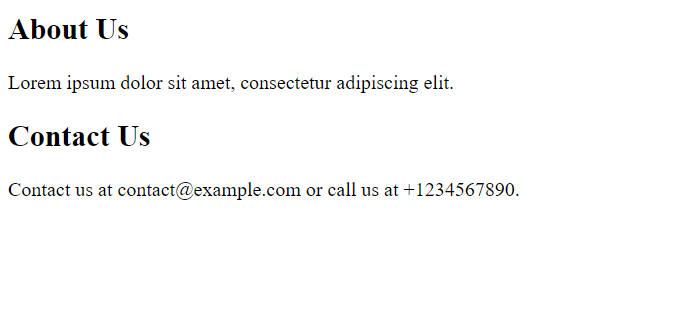 About Us
Lorem ipsum dolor sit amet, consectetur adipiscing elit.
Contact Us
Contact us at contact@example.com or call us at +1234567890.